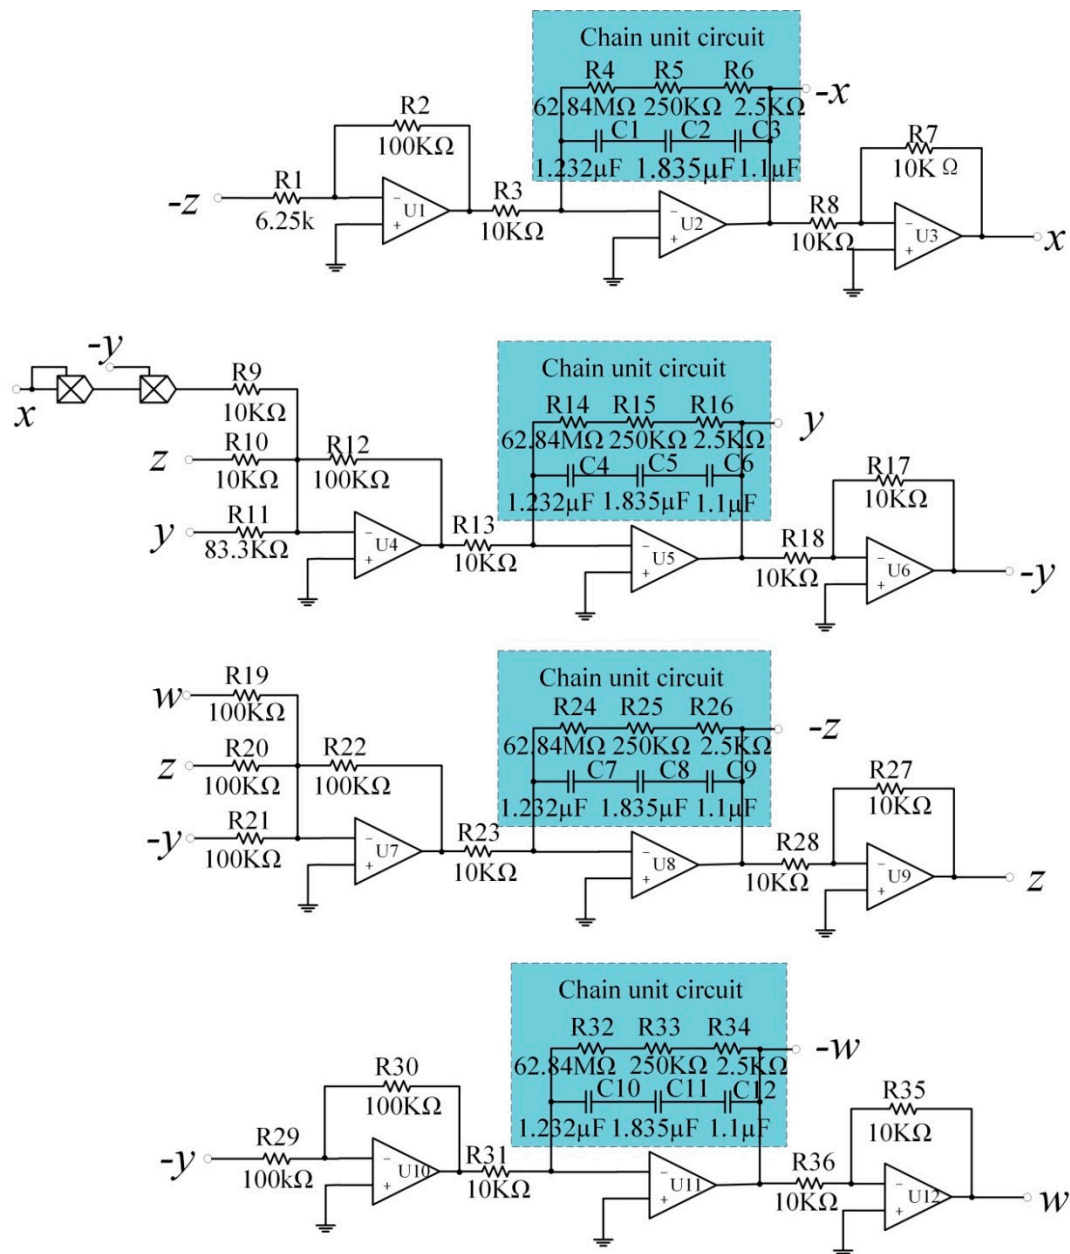 Chain unit circuit
R4 R5 R6
62.84MΩ 250KΩ 2.5KΩ
-x
C1 C2 C3
1.232μF 1.835μF 1.1μF
R2
100KΩ
R7
10K Ω
-z
R1
6.25k
U1
R3
10KΩ
U2
R8
10KΩ
U3
x
Chain unit circuit
R14 R15 R16
62.84MΩ 250KΩ 2.5KΩ
y
C4 C5 C6
1.232μF 1.835μF 1.1μF
-y
x
R9
10KΩ
z
R10
10KΩ
R12
100KΩ
y
R11
83.3KΩ
U4
R13
10KΩ
U5
R17
10KΩ
R18
10KΩ
U6
-y
Chain unit circuit
R24 R25 R26
62.84MΩ 250KΩ 2.5KΩ
-z
C7 C8 C9
1.232μF 1.835μF 1.1μF
w
R19
100KΩ
z
R20
100KΩ
R22
100KΩ
-y
R21
100KΩ
U7
R23
10KΩ
U8
R27
10KΩ
R28
10KΩ
U9
z
Chain unit circuit
R32 R33 R34
62.84MΩ 250KΩ 2.5KΩ
-w
C10 C11 C12
1.232μF 1.835μF 1.1μF
R30
100KΩ
R35
10KΩ
-y
R29
100kΩ
U10
R31
10KΩ
U11
R36
10KΩ
U12
w